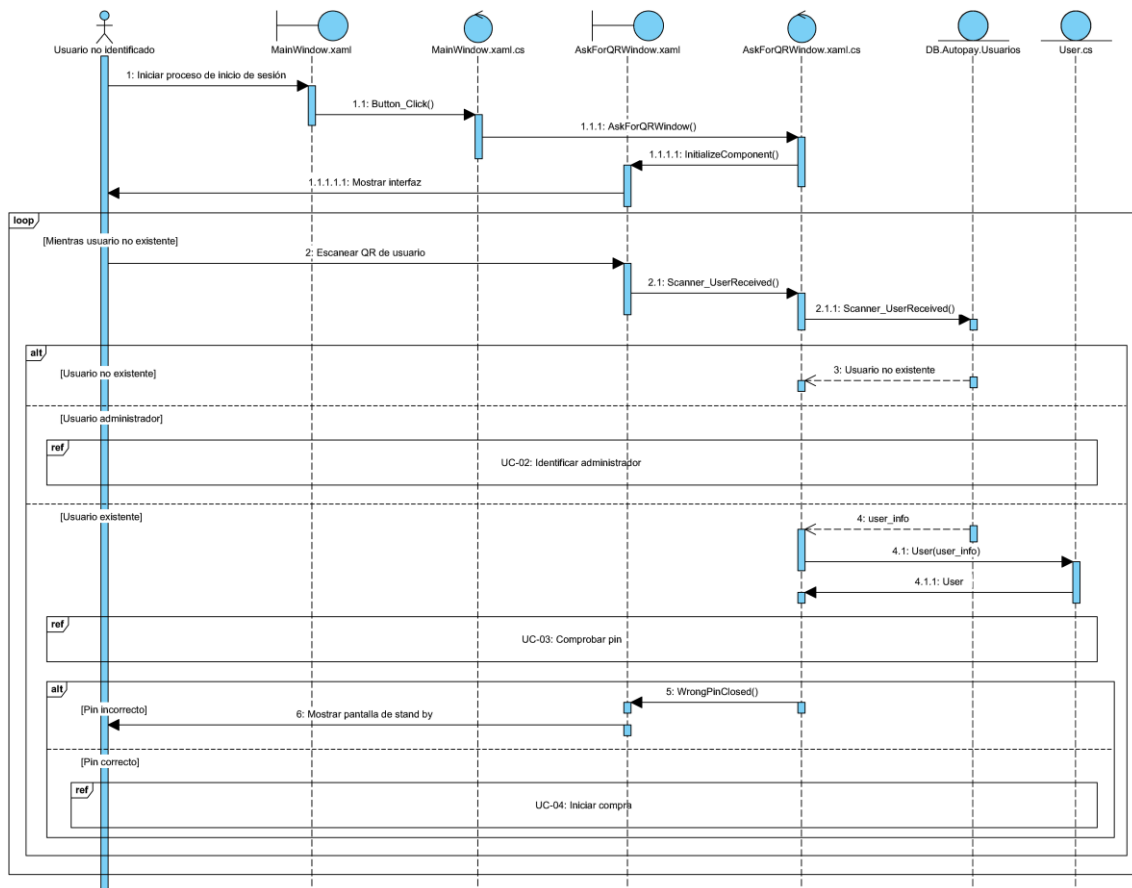 Usuario no identificado
MainWindow.xaml
MainWindow.xaml.cs
AskForQRWindow.xaml
AskForQRWindow.xaml.cs
DB.Autopay.Usuarios
User.cs
1: Iniciar proceso de inicio de sesión
1.1: Button_Click()
1.1.1: AskForQRWindow()
1.1.1.1: InitializeComponent()
1.1.1.1.1: Mostrar interfaz
loop
[Mientras usuario no existente]
2: Escanear QR de usuario
2.1: Scanner_UserReceived()
2.1.1: Scanner_UserReceived()
alt
[Usuario no existente]
3: Usuario no existente
[Usuario administrador]
ref
UC-02: Identificar administrador
[Usuario existente]
4: user_info
4.1: User(user_info)
4.1.1: User
ref
UC-03: Comprobar pin
alt
5: WrongPinClosed()
[Pin incorrecto]
6: Mostrar pantalla de stand by
[Pin correcto]
ref
UC-04: Iniciar compra